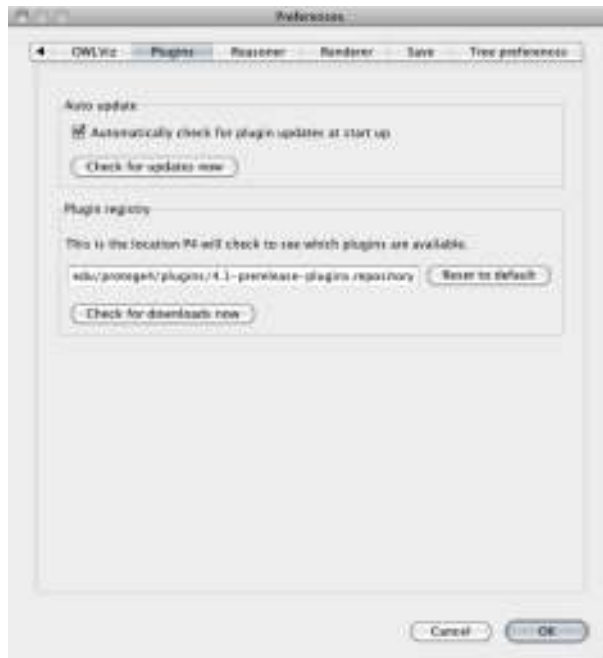 Preferences
OWLViz Plugins Reasoner Renderer Save Tree preferences
Auto update
Automatically check for plugin updates at start up
Check for updates now
Plugin registry
This is the location P4 will check to see which plugins are available.
edu/protege4/plugins/4.1-prerelease-plugins.repository Reset to default
Check for downloads now
Cancel OK